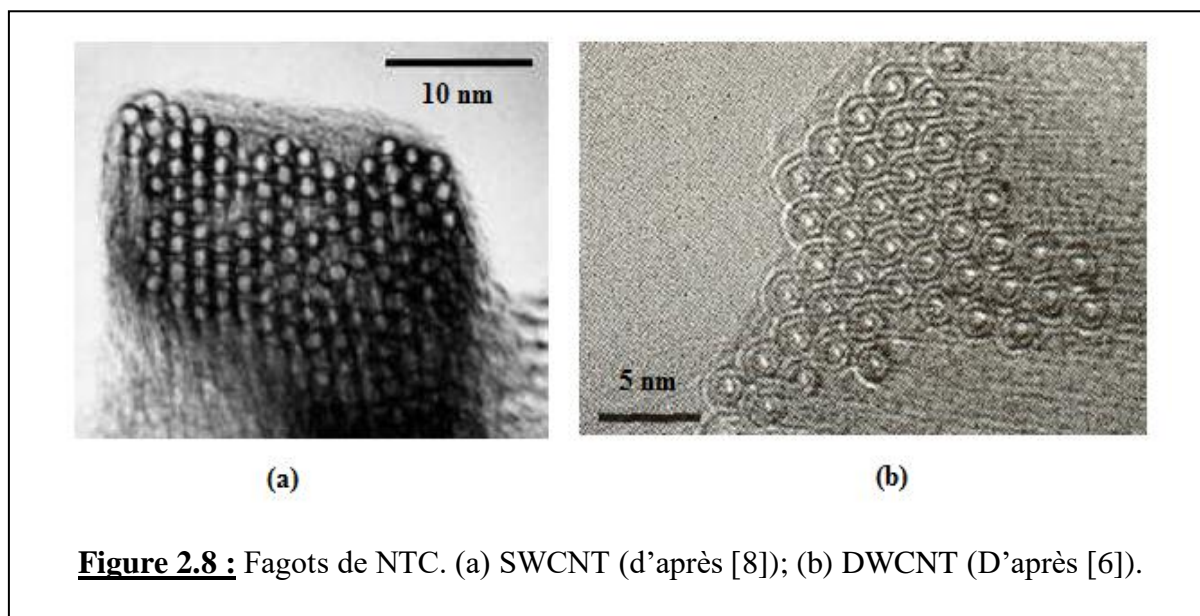 10 nm
5 nm
(a)
(b)
Figure 2.8 : Fagots de NTC. (a) SWCNT (d’après [8]); (b) DWCNT (D’après [6]).